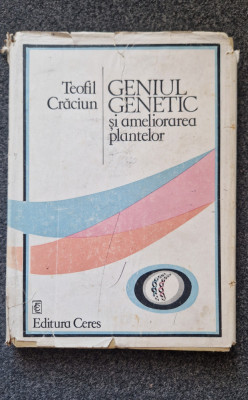 Teofil
Crăciun
GENIUL
GENETIC
și ameliorarea
plantelor
Editura Ceres